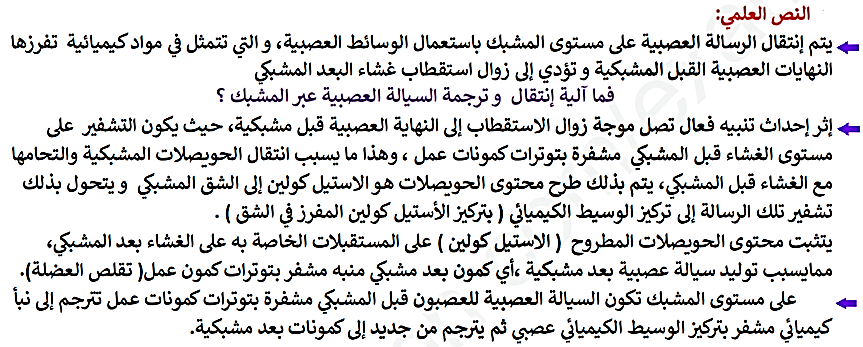 النص العلمي:
يتم إنتقال الرسالة العصبية على مستوى المشبك باستعمال الوسائط العصبية، و التي تتمثل في مواد كيميائية تفرزها
النهايات العصبية القبل المشبكية و تؤدي إلى زوال استقطاب غشاء البعد المشبكي
فما آلية إنتقال و ترجمة السيالة العصبية عبر المشبك ؟
إثر إحداث تنبيه فعال تصل موجة زوال الاستقطاب إلى النهاية العصبية قبل مشبكية، حيث يكون التشفير على
مستوى الغشاء قبل المشبكي مشفرة بتوترات كمونات عمل ، وهذا ما يسبب انتقال الحويصلات المشبكية والتحامها
مع الغشاء قبل المشبكي، يتم بذلك طرح محتوى الحويصلات هو الاستيل كولين إلى الشق المشبكي و يتحول بذلك
تشفير تلك الرسالة إلى تركيز الوسيط الكيميائي ( بتركيز الأستيل كولين المفرز في الشق ) .
يتثبت محتوى الحويصلات المطروح ( الاستيل كولين ) على المستقبلات الخاصة به على الغشاء بعد المشبكي،
ممايسبب توليد سيالة عصبية بعد مشبكية ،أي كمون بعد مشبكي منبه مشفر بتوترات كمون عمل( تقلص العضلة).
على مستوى المشبك تكون السيالة العصبية للعصبون قبل المشبكي مشفرة بتوترات كمونات عمل تترجم إلى نبأ
كيميائي مشفر بتركيز الوسيط الكيميائي عصبي ثم يترجم من جديد إلى كمونات بعد مشبكية.